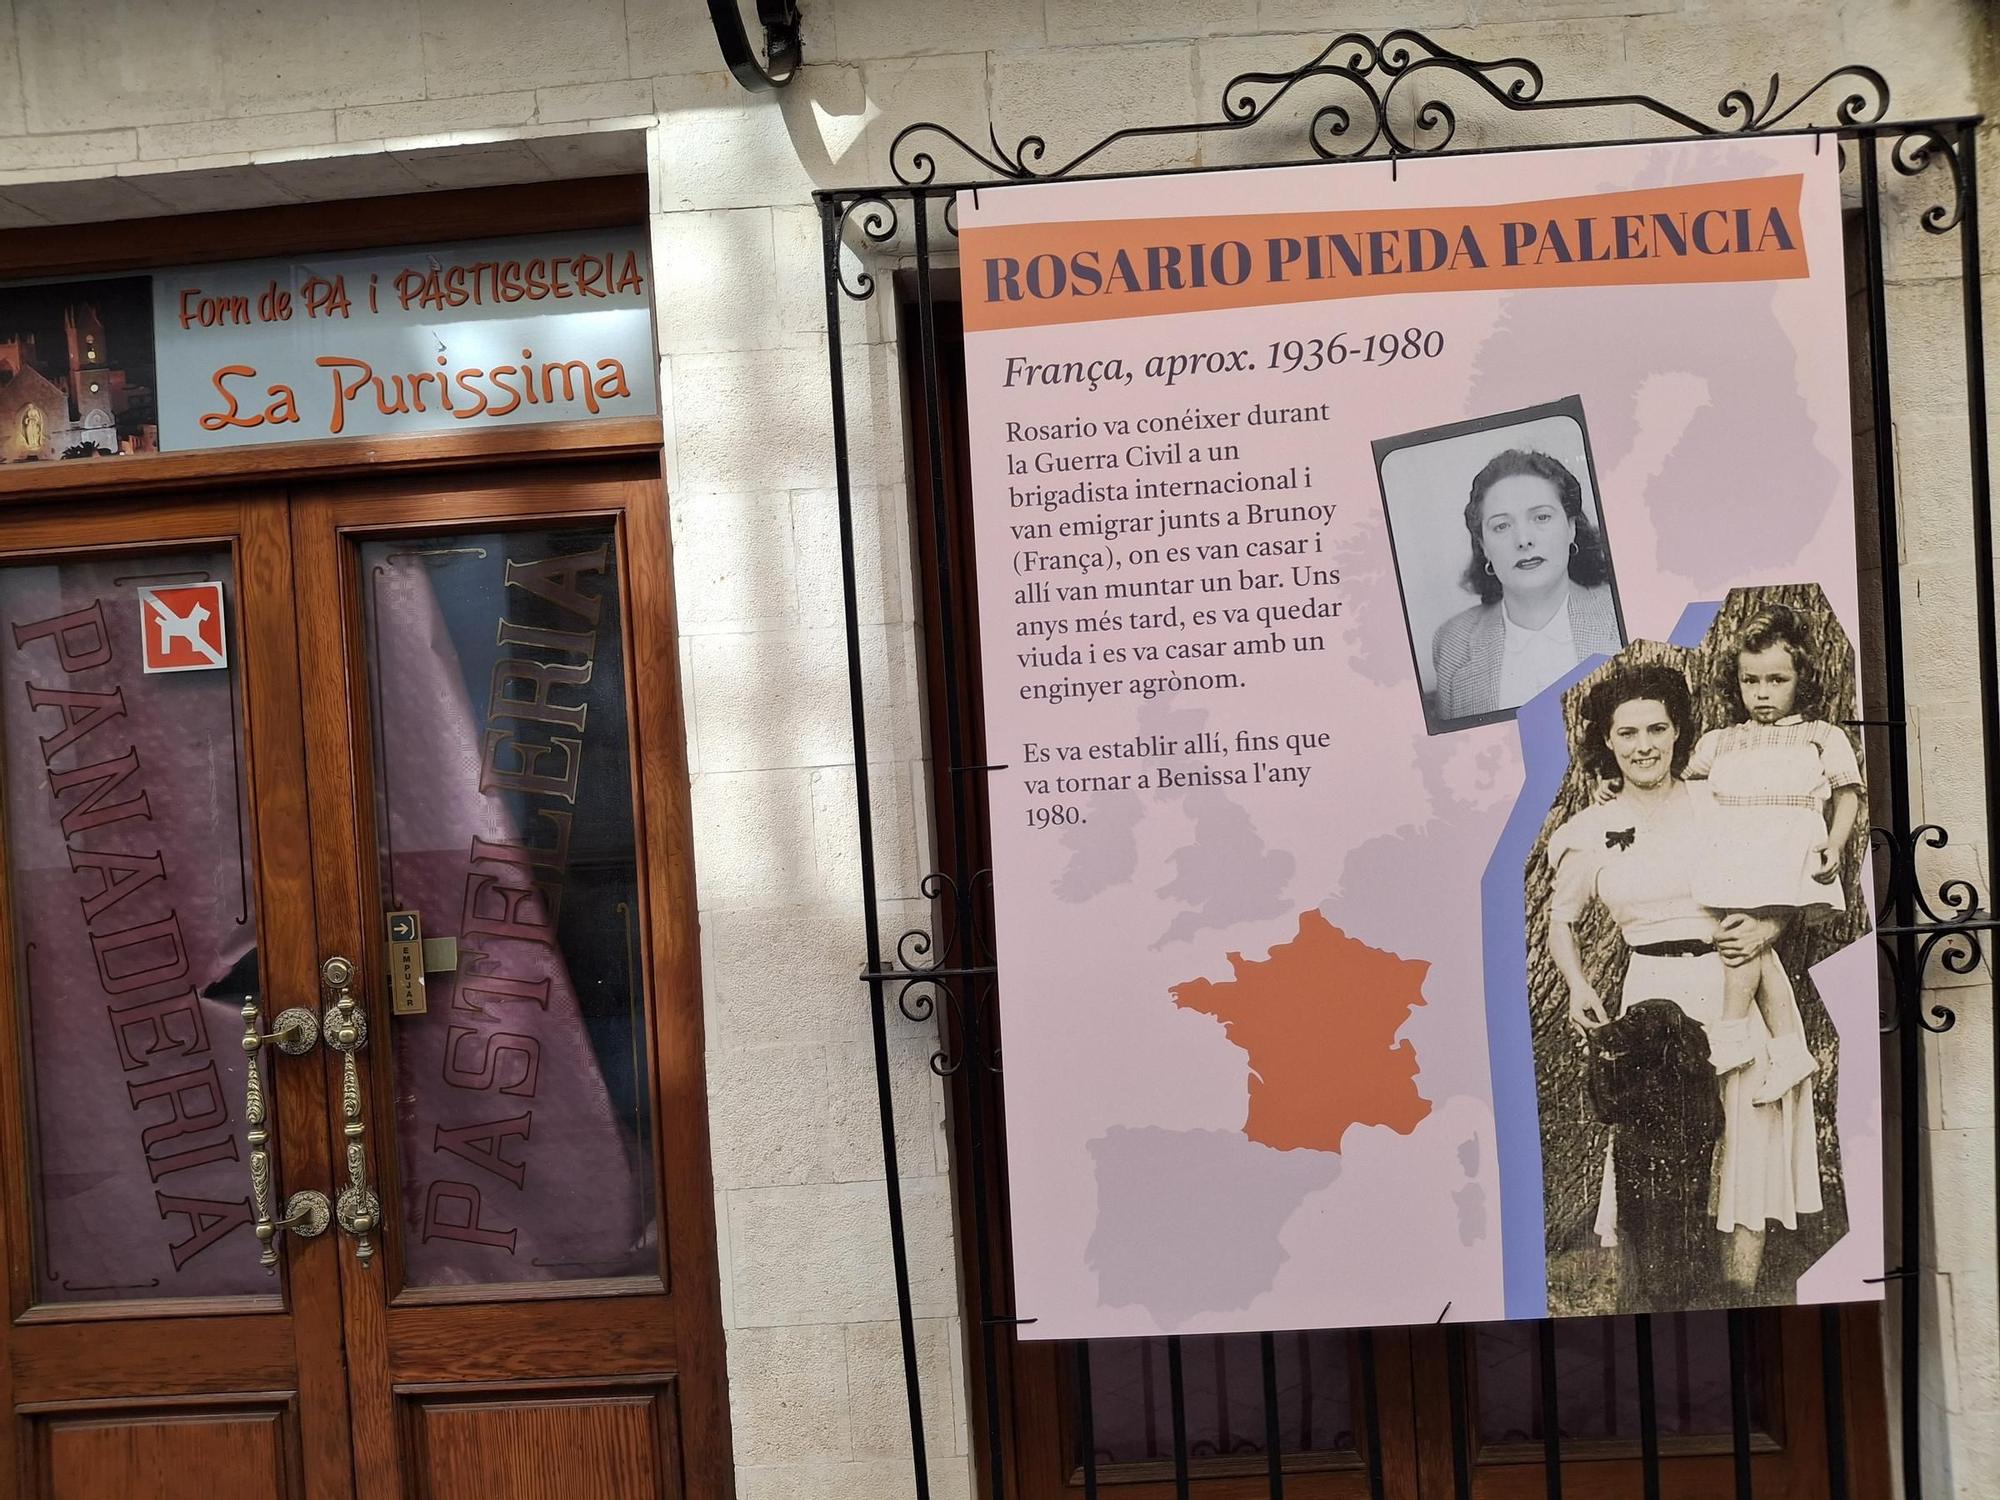 Forn de PA i PASTISSERIA
La Purissima
PANADERIA
PASTELERIA
EMPUJAR
ROSARIO PINEDA PALENCIA
França, aprox. 1936-1980
Rosario va conéixer durant
la Guerra Civil a un
brigadista internacional i
van emigrar junts a Brunoy
(França), on es van casar i
allí van muntar un bar. Uns
anys més tard, es va quedar
viuda i es va casar amb un
enginyer agrònom.
Es va establir allí, fins que
va tornar a Benissa l'any
1980.